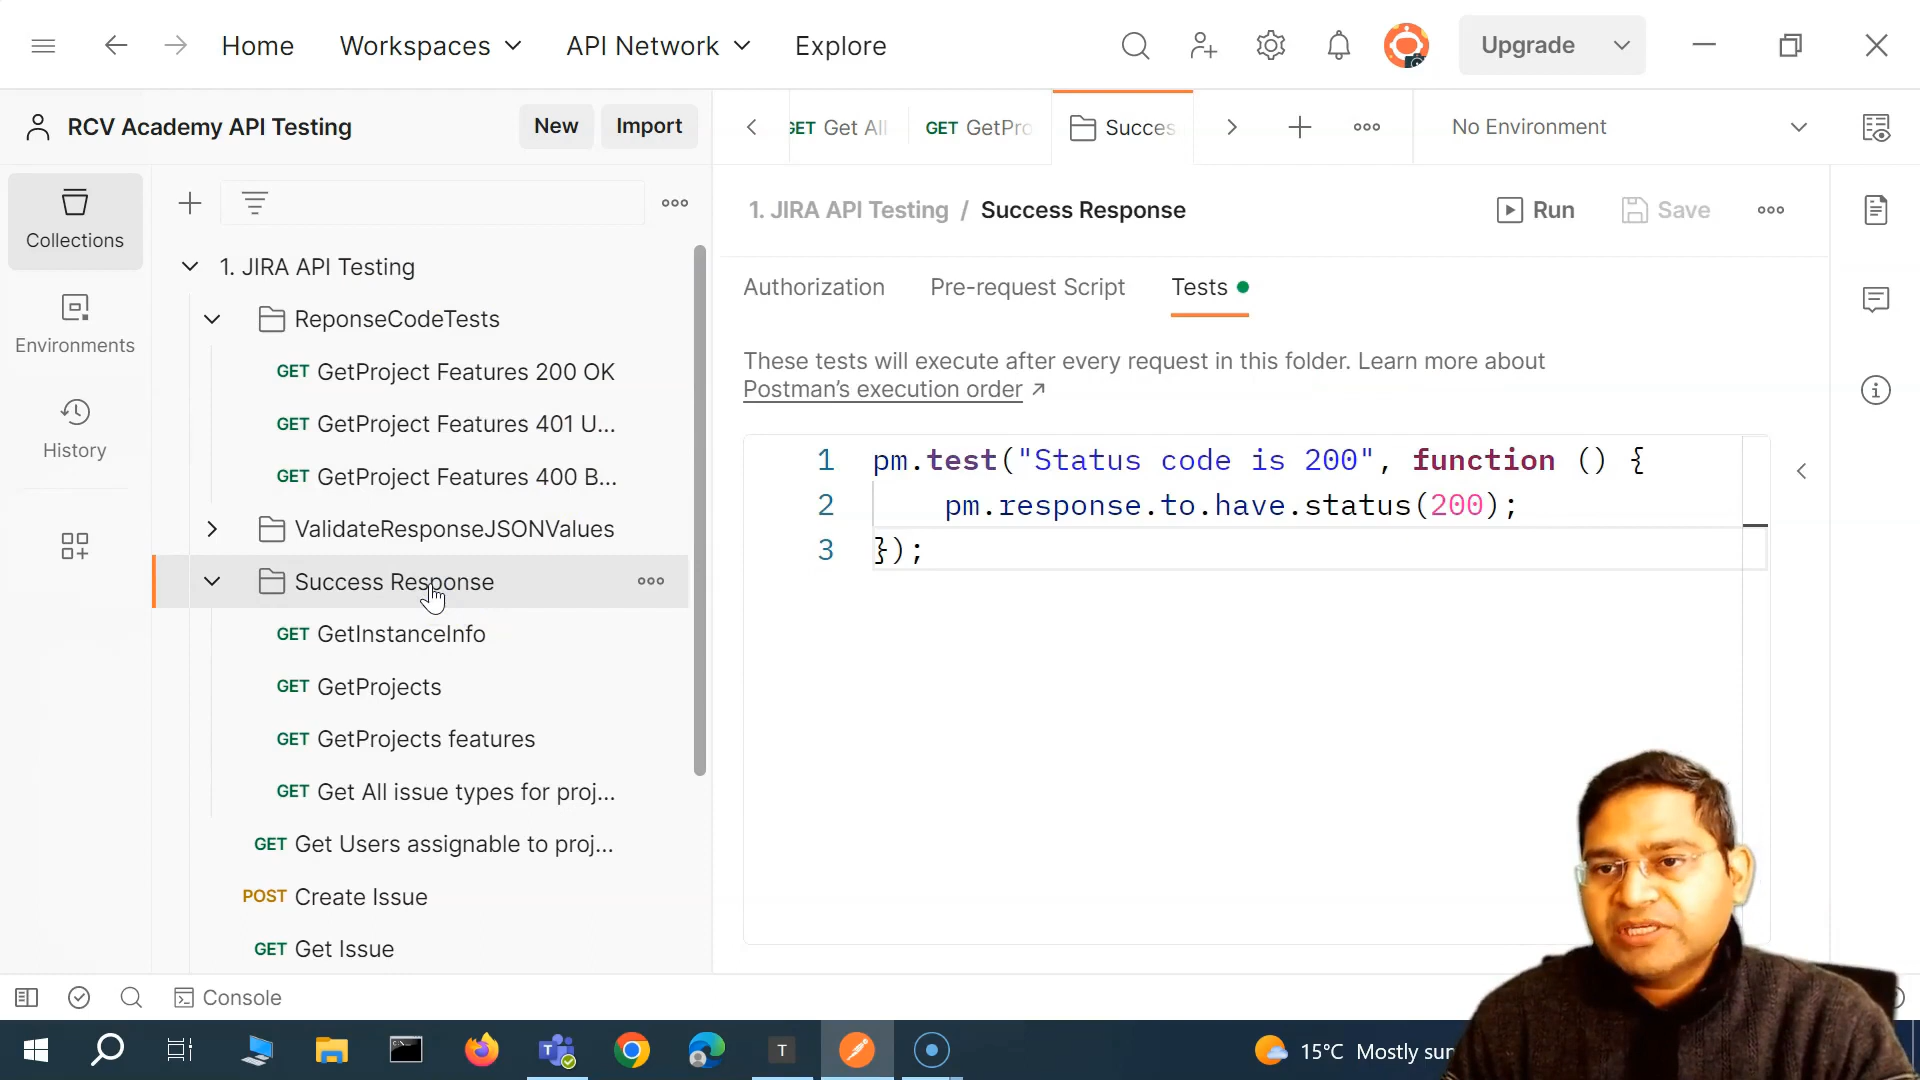 Home
Workspaces
API Network
Explore
Upgrade
RCV Academy API Testing
New
Import
GET Get All
GET GetPro
Succes
No Environment
Collections
Environments
History
1. JIRA API Testing
ReponseCodeTests
GET GetProject Features 200 OK
GET GetProject Features 401 U...
GET GetProject Features 400 B...
ValidateResponseJSONValues
Success Response
GET GetInstanceInfo
GET GetProjects
GET GetProjects features
GET Get All issue types for proj...
GET Get Users assignable to proj...
POST Create Issue
GET Get Issue
1. JIRA API Testing / Success Response
Run
Save
Authorization
Pre-request Script
Tests
These tests will execute after every request in this folder. Learn more about
Postman's execution order ↗
1 pm.test("Status code is 200", function () {
2 pm.response.to.have.status(200);
3 });
Console
T
15°C Mostly sun